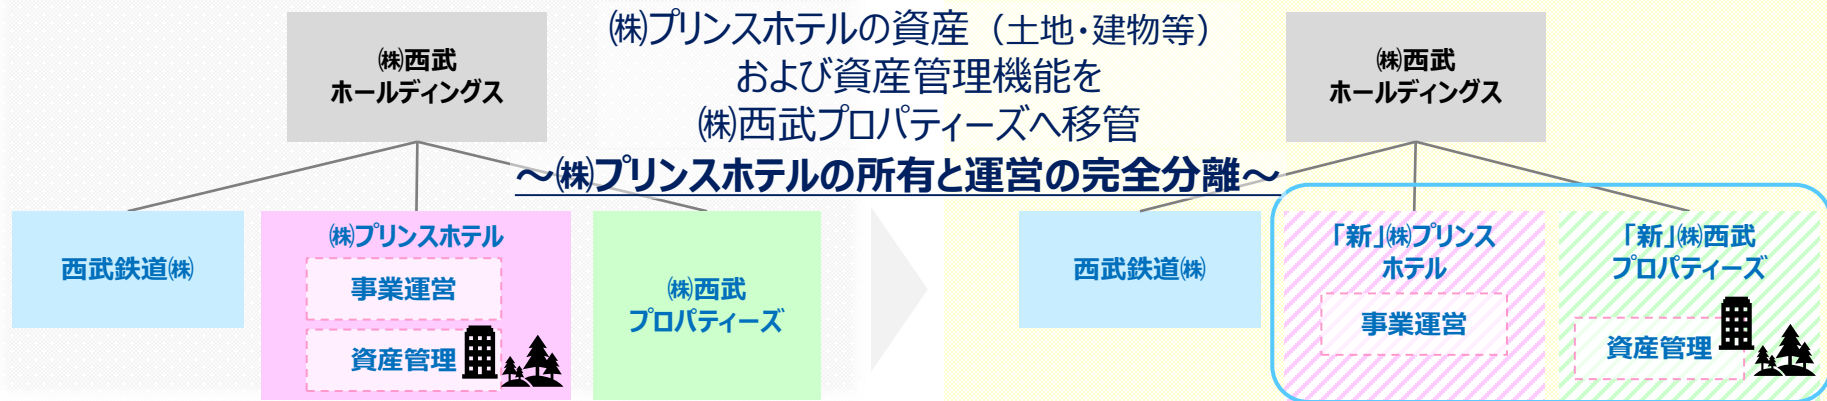 ㈱プリンスホテルの資産（土地・建物等）
および資産管理機能を
㈱西武プロパティーズへ移管
～㈱プリンスホテルの所有と運営の完全分離～
㈱西武
ホールディングス
西武鉄道㈱
㈱プリンスホテル
事業運営
資産管理
㈱西武
プロパティーズ
㈱西武
ホールディングス
西武鉄道㈱
「新」㈱プリンス
ホテル
事業運営
「新」㈱西武
プロパティーズ
資産管理